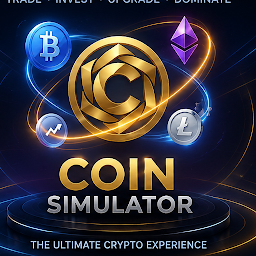 TRADE • INVEST • UPGRADE • DOMINATE
COIN
SIMULATOR
THE ULTIMATE CRYPTO EXPERIENCE